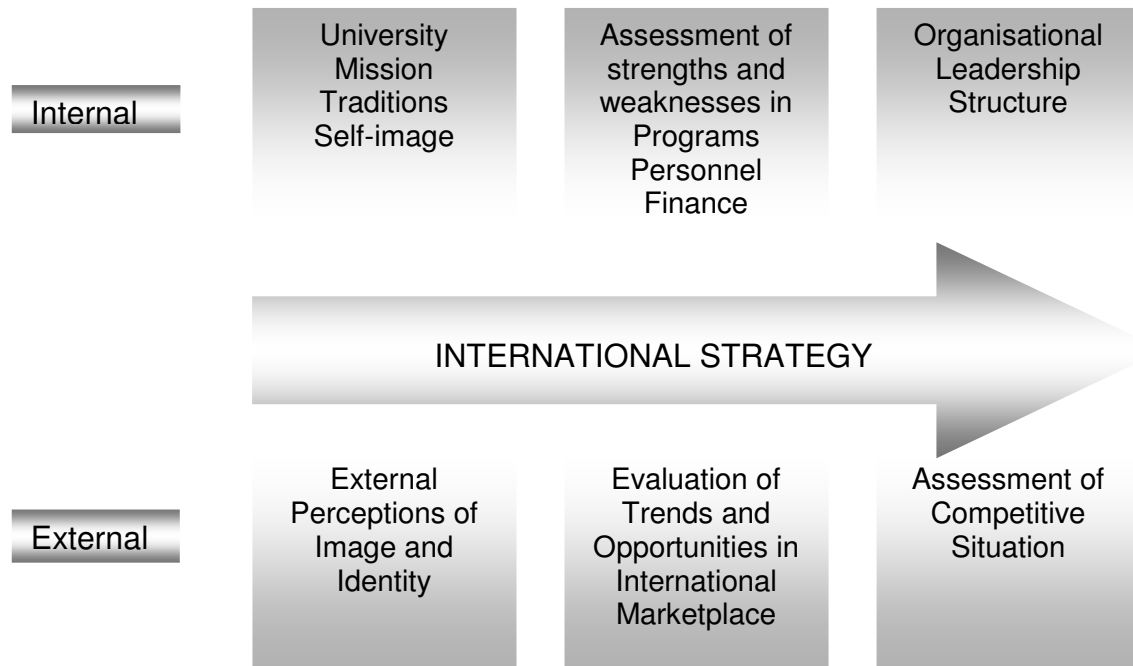 Internal
University
Mission
Traditions
Self-image
Assessment of
strengths and
weaknesses in
Programs
Personnel
Finance
Organisational
Leadership
Structure
INTERNATIONAL STRATEGY
External
External
Perceptions of
Image and
Identity
Evaluation of
Trends and
Opportunities in
International
Marketplace
Assessment of
Competitive
Situation